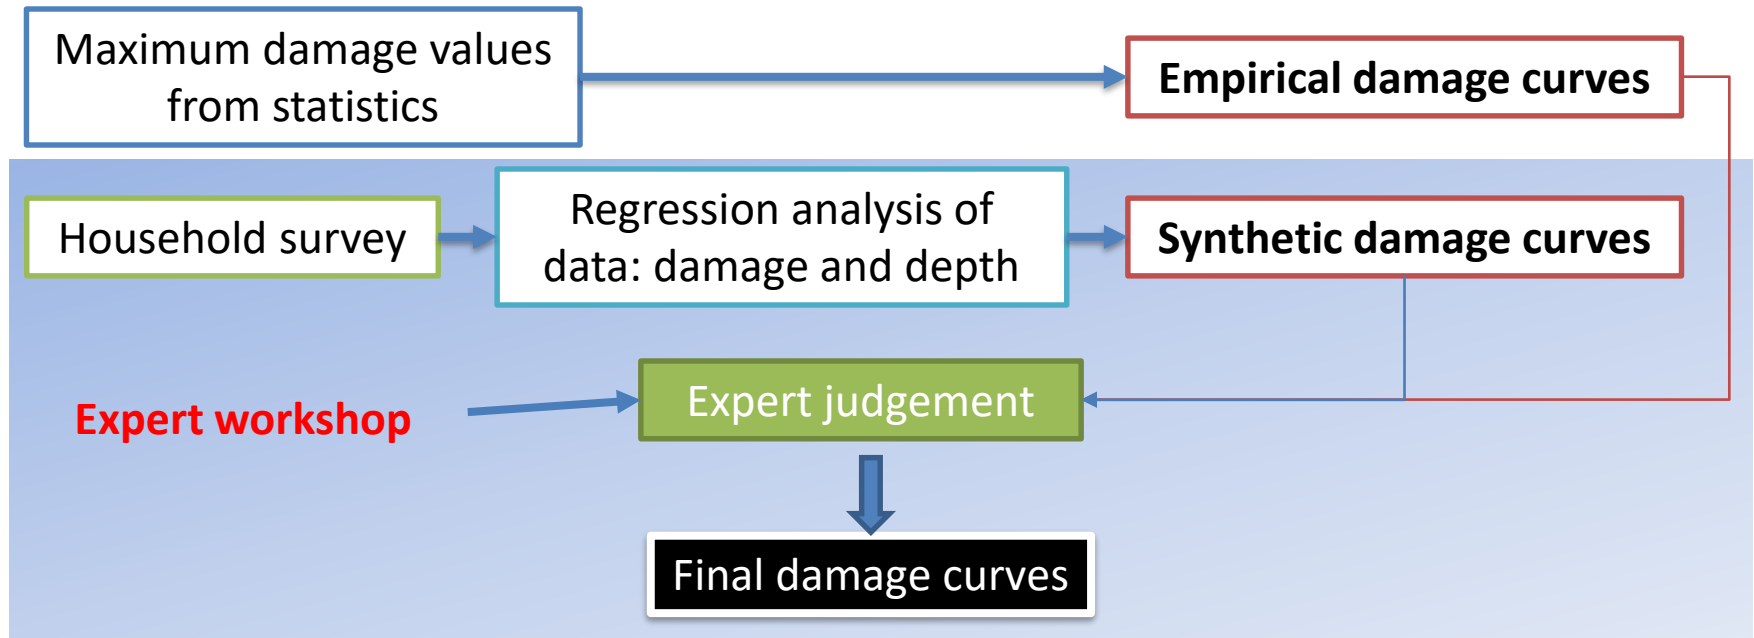 Maximum damage values
from statistics
Empirical damage curves
Household survey
Regression analysis of
data: damage and depth
Synthetic damage curves
Expert workshop
Expert judgement
Final damage curves